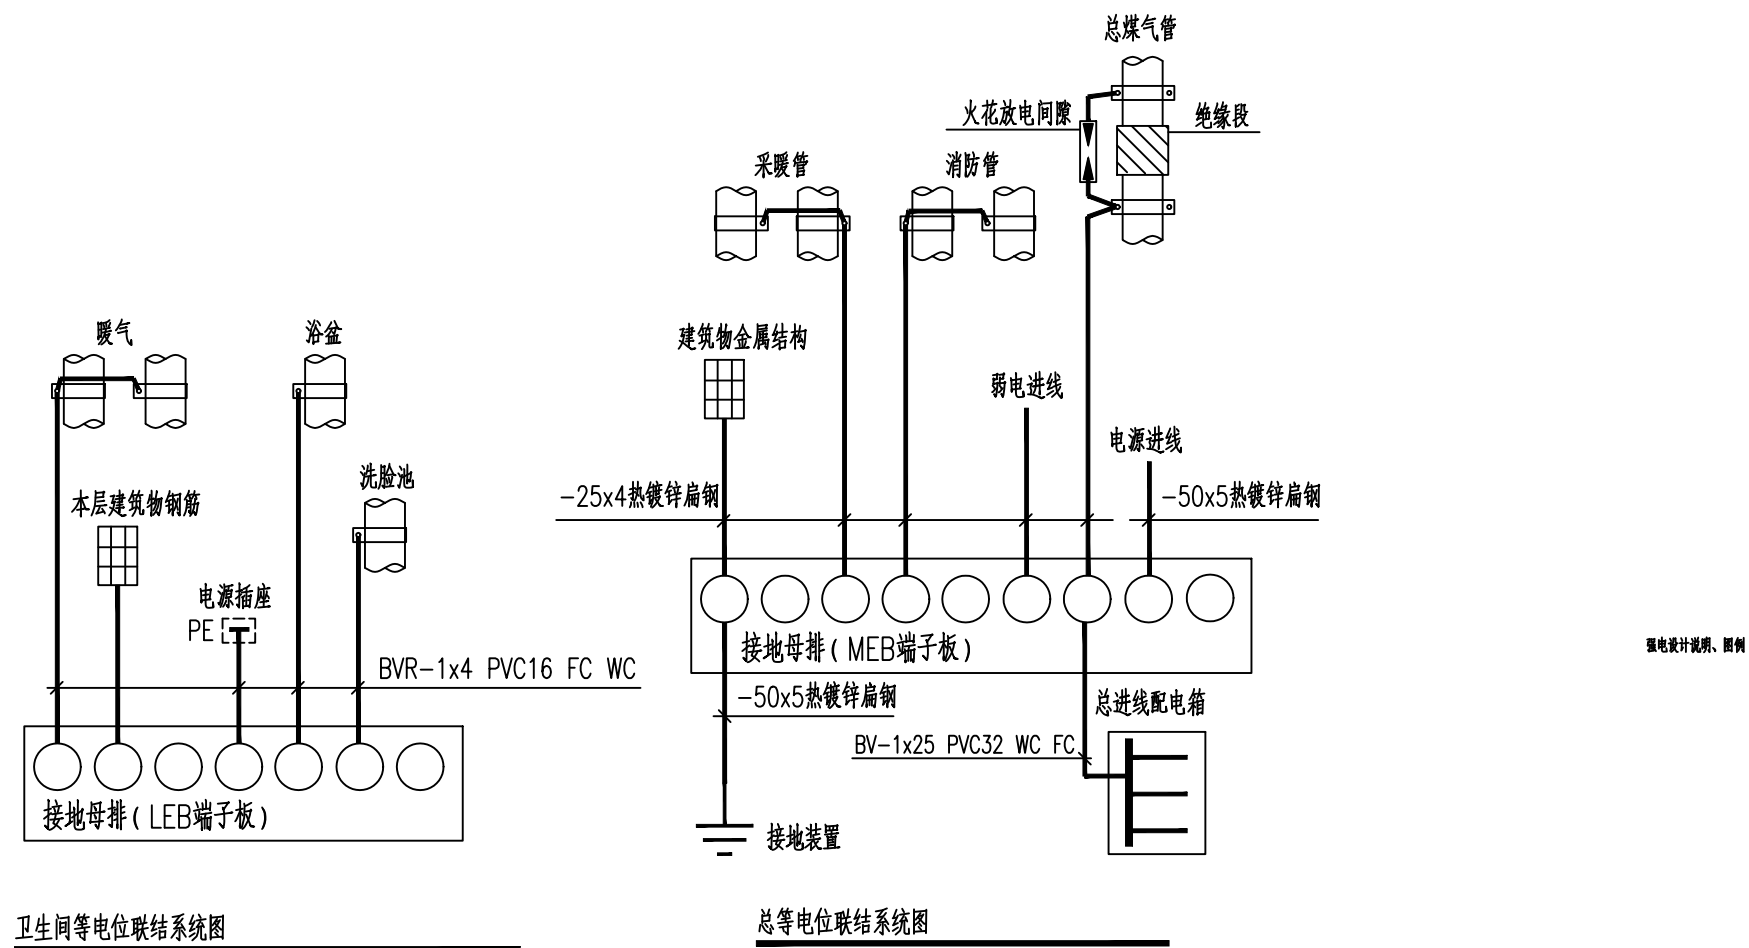 总煤气管
火花放电间隙
绝缘段
采暖管
消防管
建筑物金属结构
弱电进线
电源进线
-25x4热镀锌扁钢
-50x5热镀锌扁钢
接地母排(MEB端子板)
-50x5热镀锌扁钢
总进线配电箱
BV-1x25 PVC32 WC FC
接地装置
总等电位联结系统图
暖气
浴盆
洗脸池
本层建筑物钢筋
电源插座
PE
BVR-1x4 PVC16 FC WC
接地母排(LEB端子板)
卫生间等电位联结系统图
强电设计说明、图例